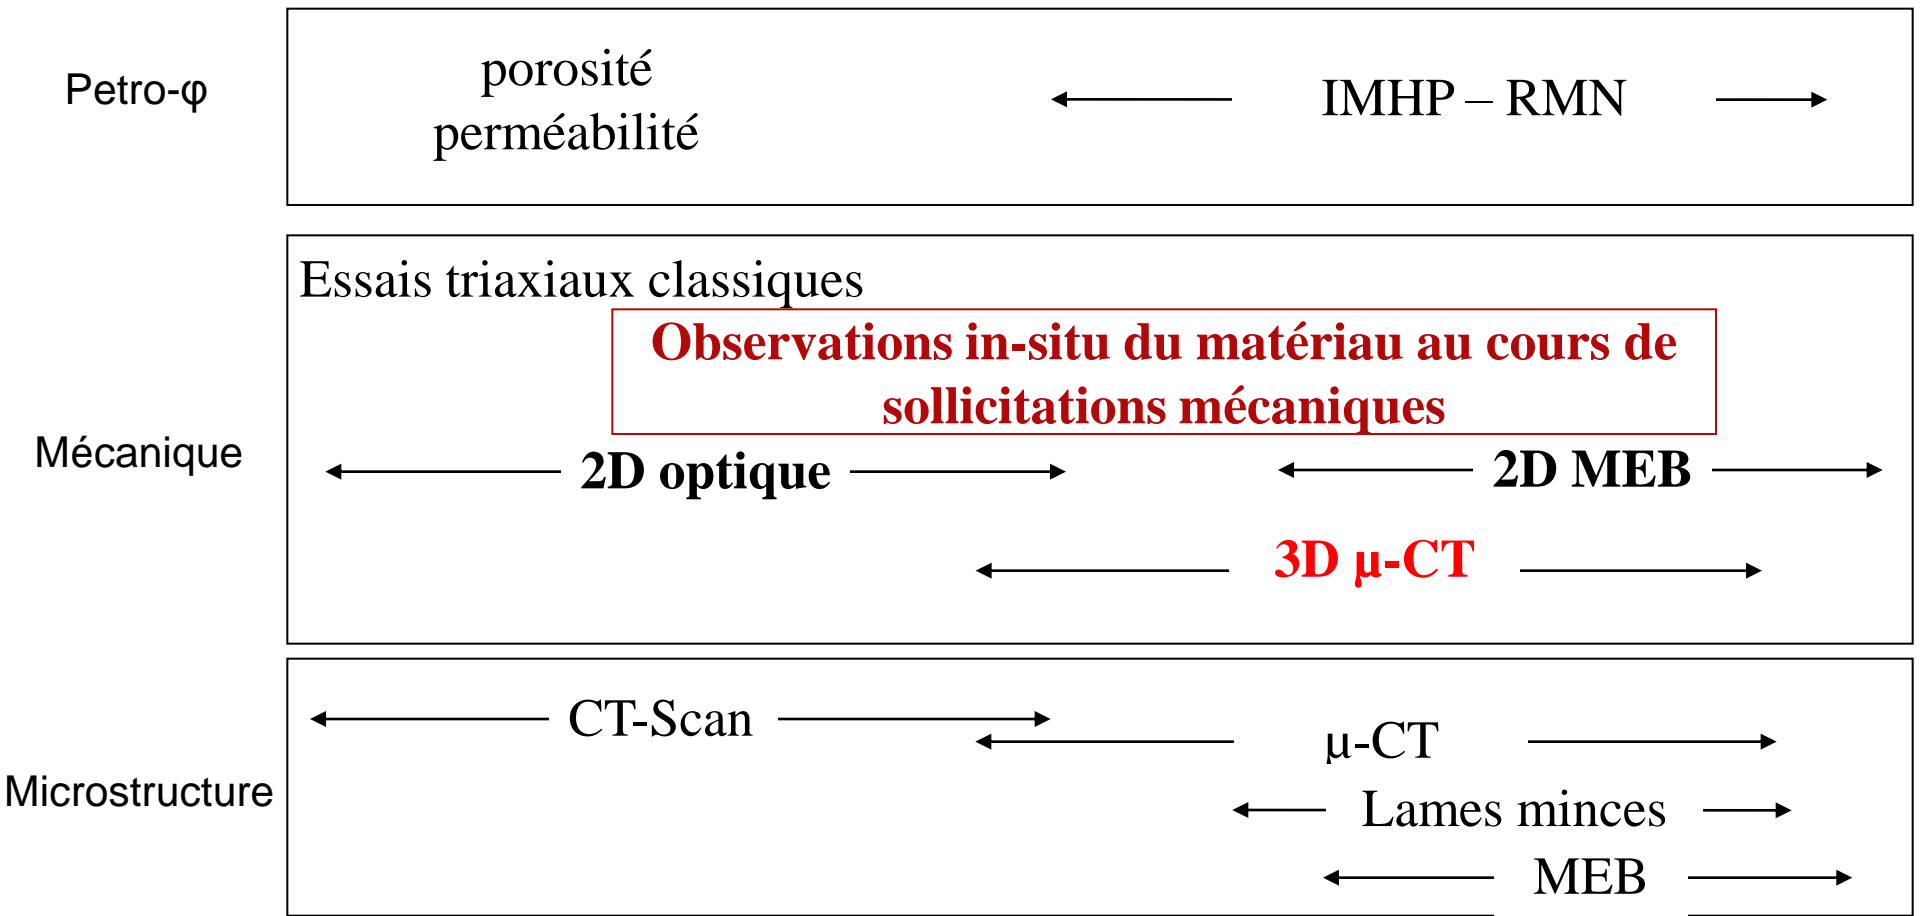 Petro-φ
porosité
perméabilité
IMHP – RMN
Essais triaxiaux classiques
Observations in-situ du matériau au cours de
sollicitations mécaniques
Mécanique
2D optique
2D MEB
3D μ-CT
CT-Scan
μ-CT
Microstructure
Lames minces
MEB